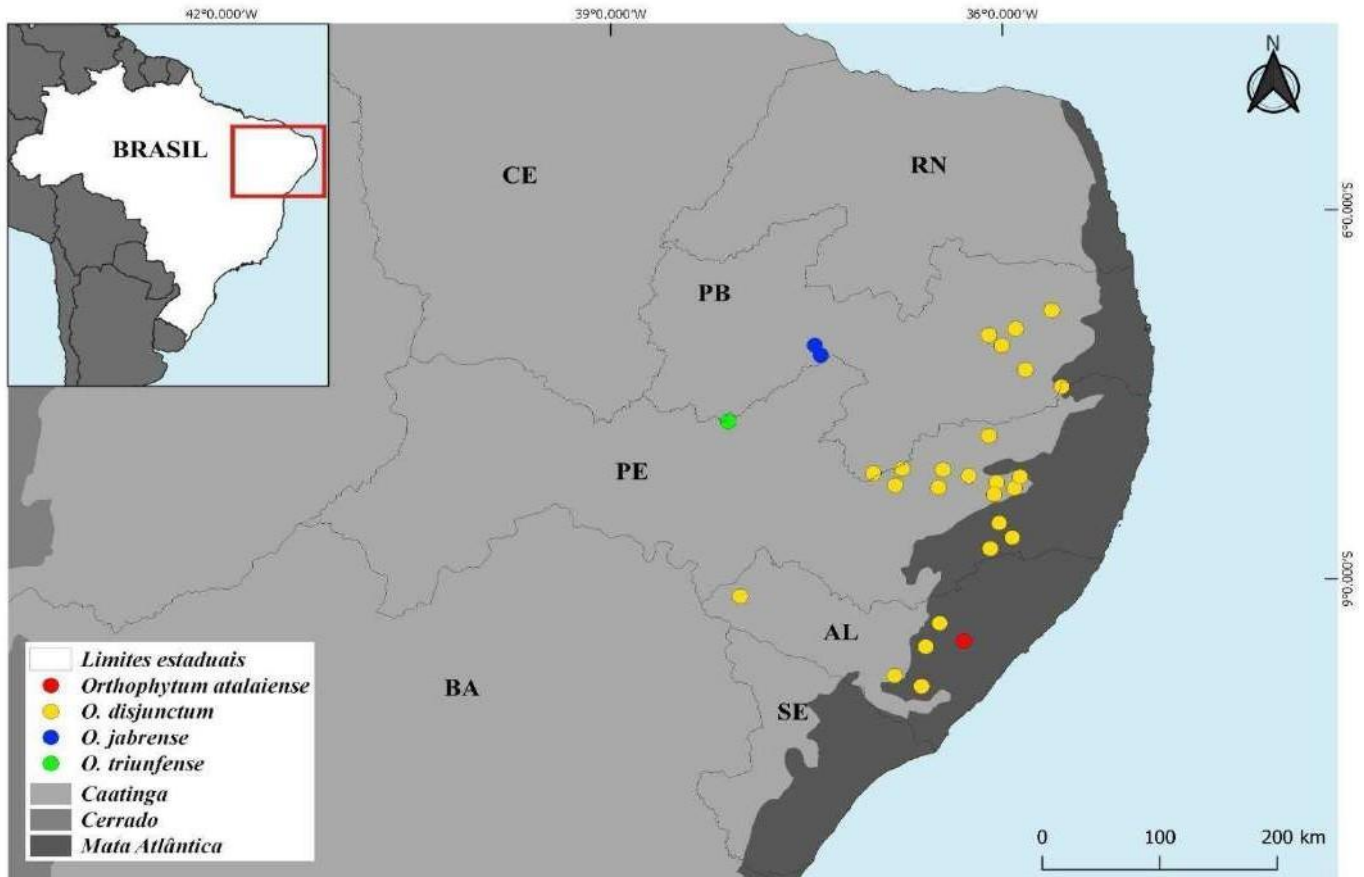 42°0.000'W
39°0.000'W
36°0.000'W
N
BRASIL
CE
RN
6°0.000'S
PB
PE
9°0.000'S
AL
BA
SE
Limites estaduais
Orthophytum atalaiense
O. disjunctum
O. jabrense
O. triunfense
Caatinga
Cerrado
Mata Atlântica
0 100 200 km